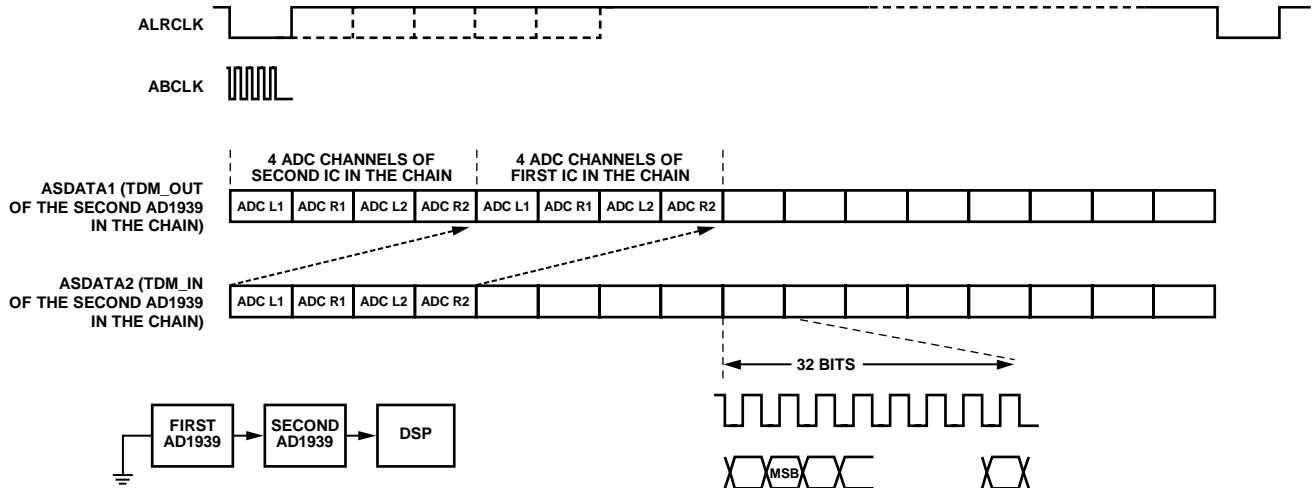 ALRCLK
ABCLK
4 ADC CHANNELS OF
SECOND IC IN THE CHAIN
4 ADC CHANNELS OF
FIRST IC IN THE CHAIN
ASDATA1 (TDM_OUT
OF THE SECOND AD1939
IN THE CHAIN)
ADC L1 ADC R1 ADC L2 ADC R2 ADC L1 ADC R1 ADC L2 ADC R2
ASDATA2 (TDM_IN
OF THE SECOND AD1939
IN THE CHAIN)
ADC L1 ADC R1 ADC L2 ADC R2
32 BITS
FIRST
AD1939
SECOND
AD1939
DSP
MSB